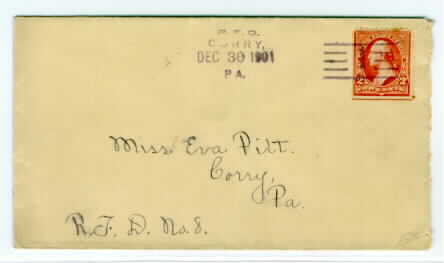 R.F.D.
CORRY,
DEC 30 1901
PA.
Miss Eva Pitt.
Corry,
Pa.
R.F.D. No 8.